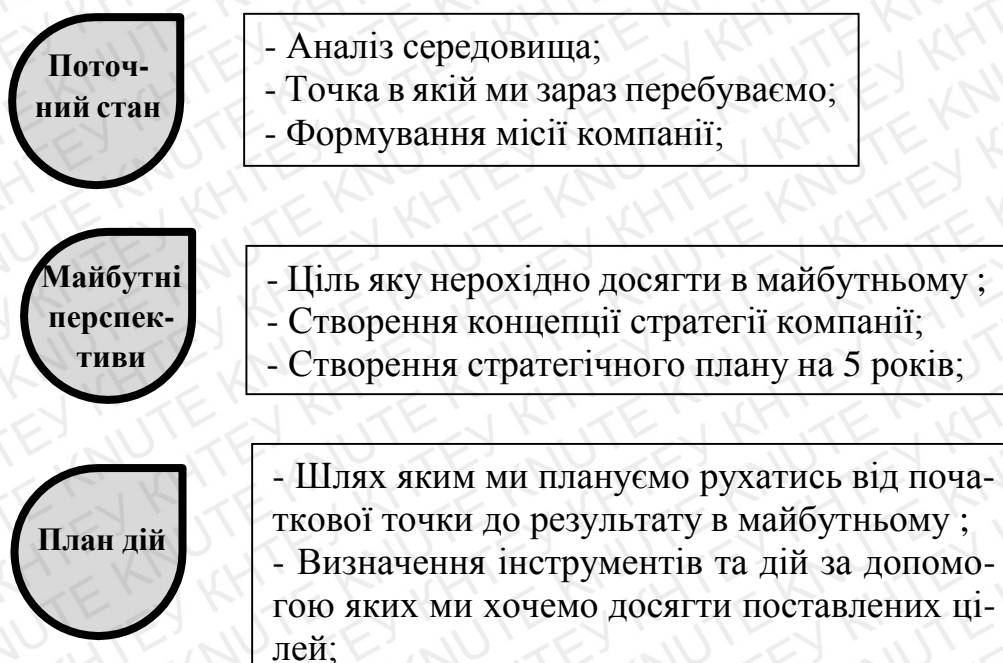 Поточ-
ний стан
- Аналіз середовища;
- Точка в якій ми зараз перебуваємо;
- Формування місії компанії;
Майбутні
перспек-
тиви
- Ціль яку нерохідно досягти в майбутньому ;
- Створення концепції стратегії компанії;
- Створення стратегічного плану на 5 років;
План дій
- Шлях яким ми плануємо рухатись від поча-
ткової точки до результату в майбутньому ;
- Визначення інструментів та дій за допомо-
гою яких ми хочемо досягти поставлених ці-
лей;